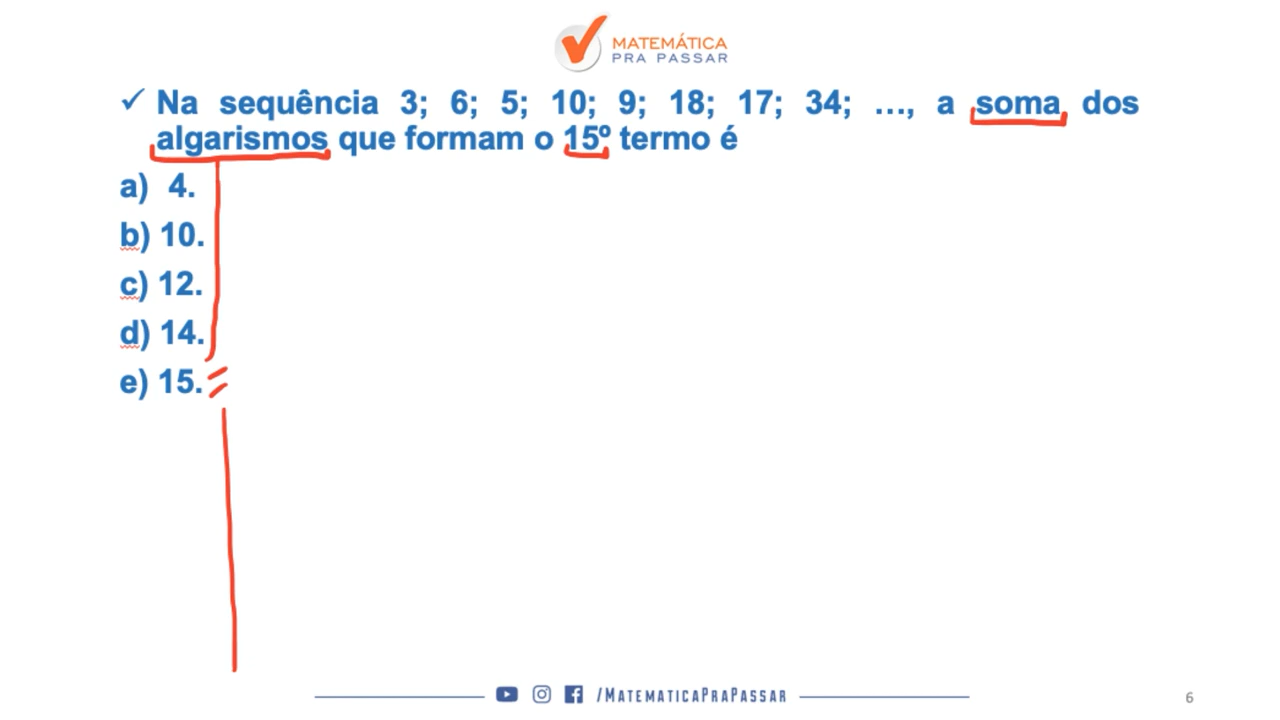 MATEMÁTICA
PRA PASSAR
✓ Na sequência 3; 6; 5; 10; 9; 18; 17; 34; ..., a soma dos
algarismos que formam o 15º termo é
a) 4.
b) 10.
c) 12.
d) 14.
e) 15.
/MATEMATICAPRAPASSAR
6